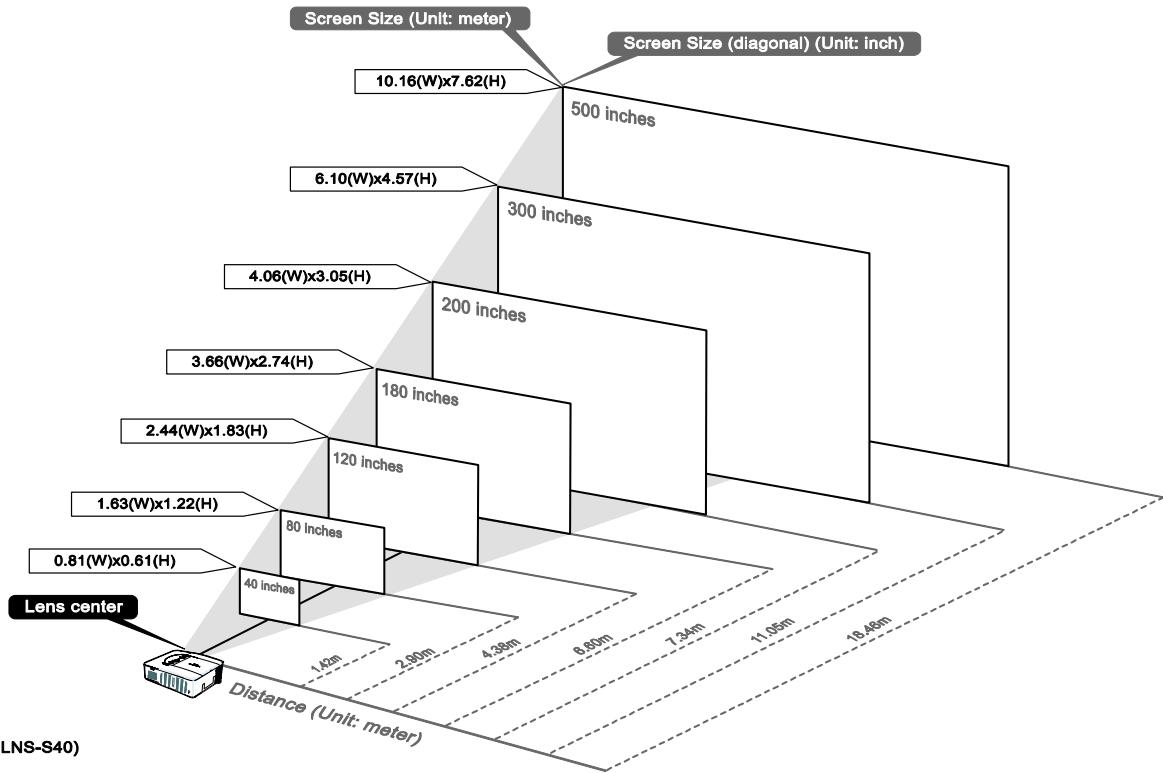 Screen Size (Unit: meter)
Screen Size (diagonal) (Unit: inch)
10.16(W)x7.62(H)
500 inches
6.10(W)x4.57(H)
300 inches
4.06(W)x3.05(H)
200 inches
3.66(W)x2.74(H)
180 inches
2.44(W)x1.83(H)
120 inches
1.63(W)x1.22(H)
80 inches
0.81(W)x0.61(H)
40 inches
Lens center
1.42m
2.90m
4.38m
6.80m
7.34m
11.05m
18.46m
Distance (Unit: meter)
LNS-S40)